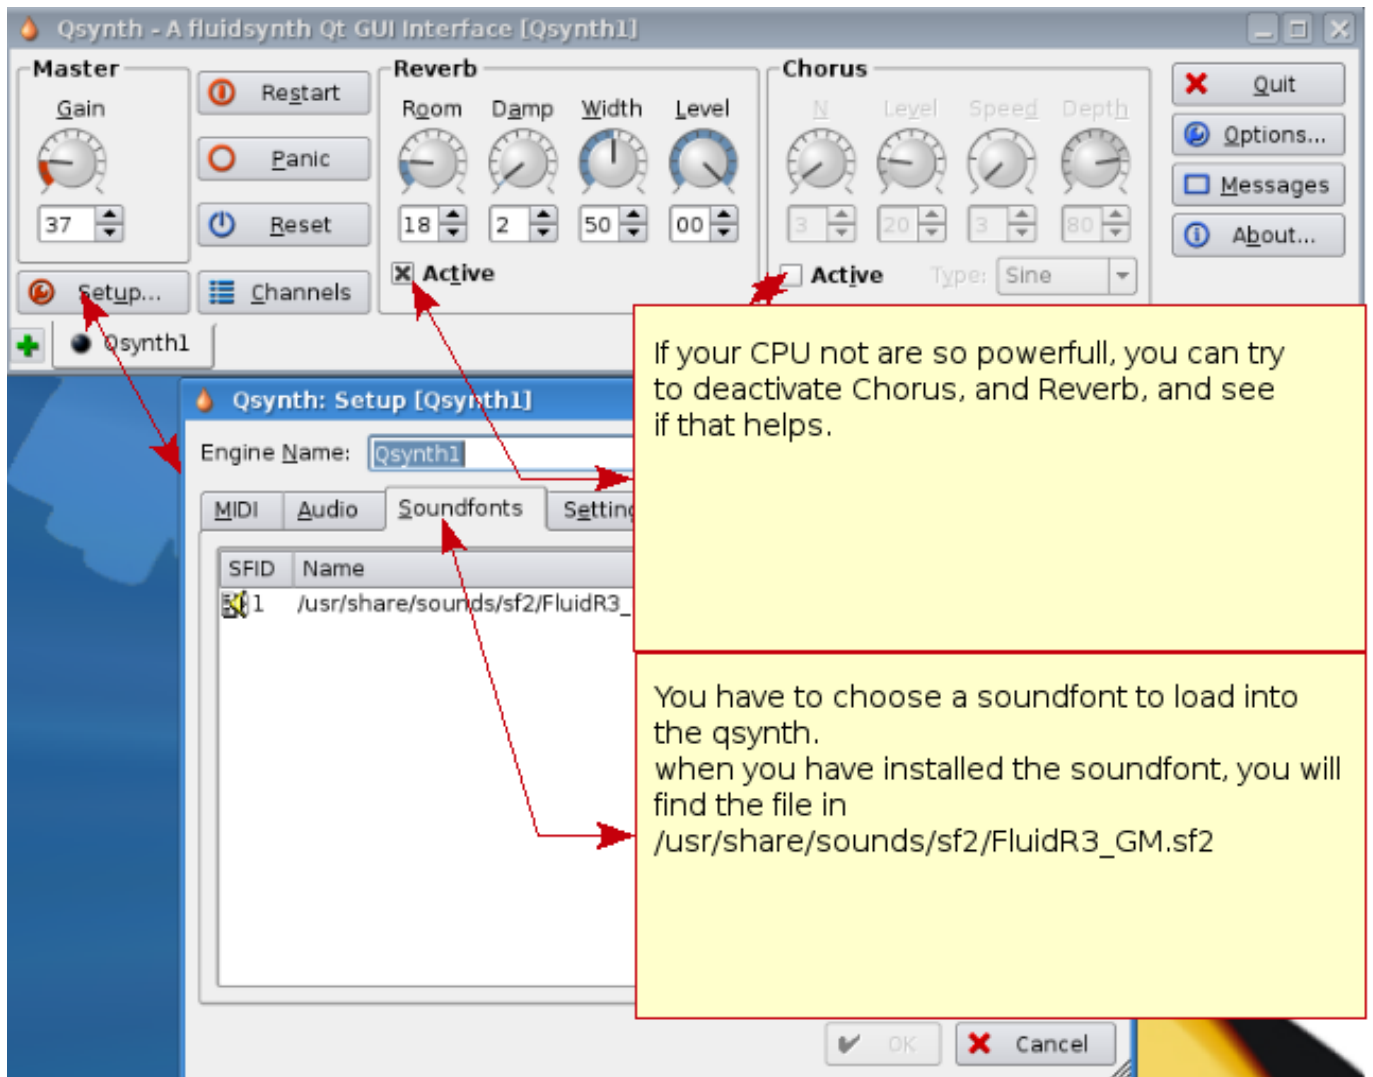 Qsynth - A fluidsynth Qt GUI Interface [Qsynth1]
Master
Gain
37
Setup...
Restart
Panic
Reset
Channels
Reverb
Room Damp Width Level
18 2 50 00
Active
Chorus
N Level Speed Depth
3 20 3 80
Active Type: Sine
Quit
Options...
Messages
About...
Qsynth1
If your CPU not are so powerfull, you can try
to deactivate Chorus, and Reverb, and see
if that helps.
Qsynth: Setup [Qsynth1]
Engine Name: Qsynth1
MIDI Audio Soundfonts
SFID Name
1 /usr/share/sounds/sf2/FluidR3_
You have to choose a soundfont to load into
the qsynth.
when you have installed the soundfont, you will
find the file in
/usr/share/sounds/sf2/FluidR3_GM.sf2
OK Cancel